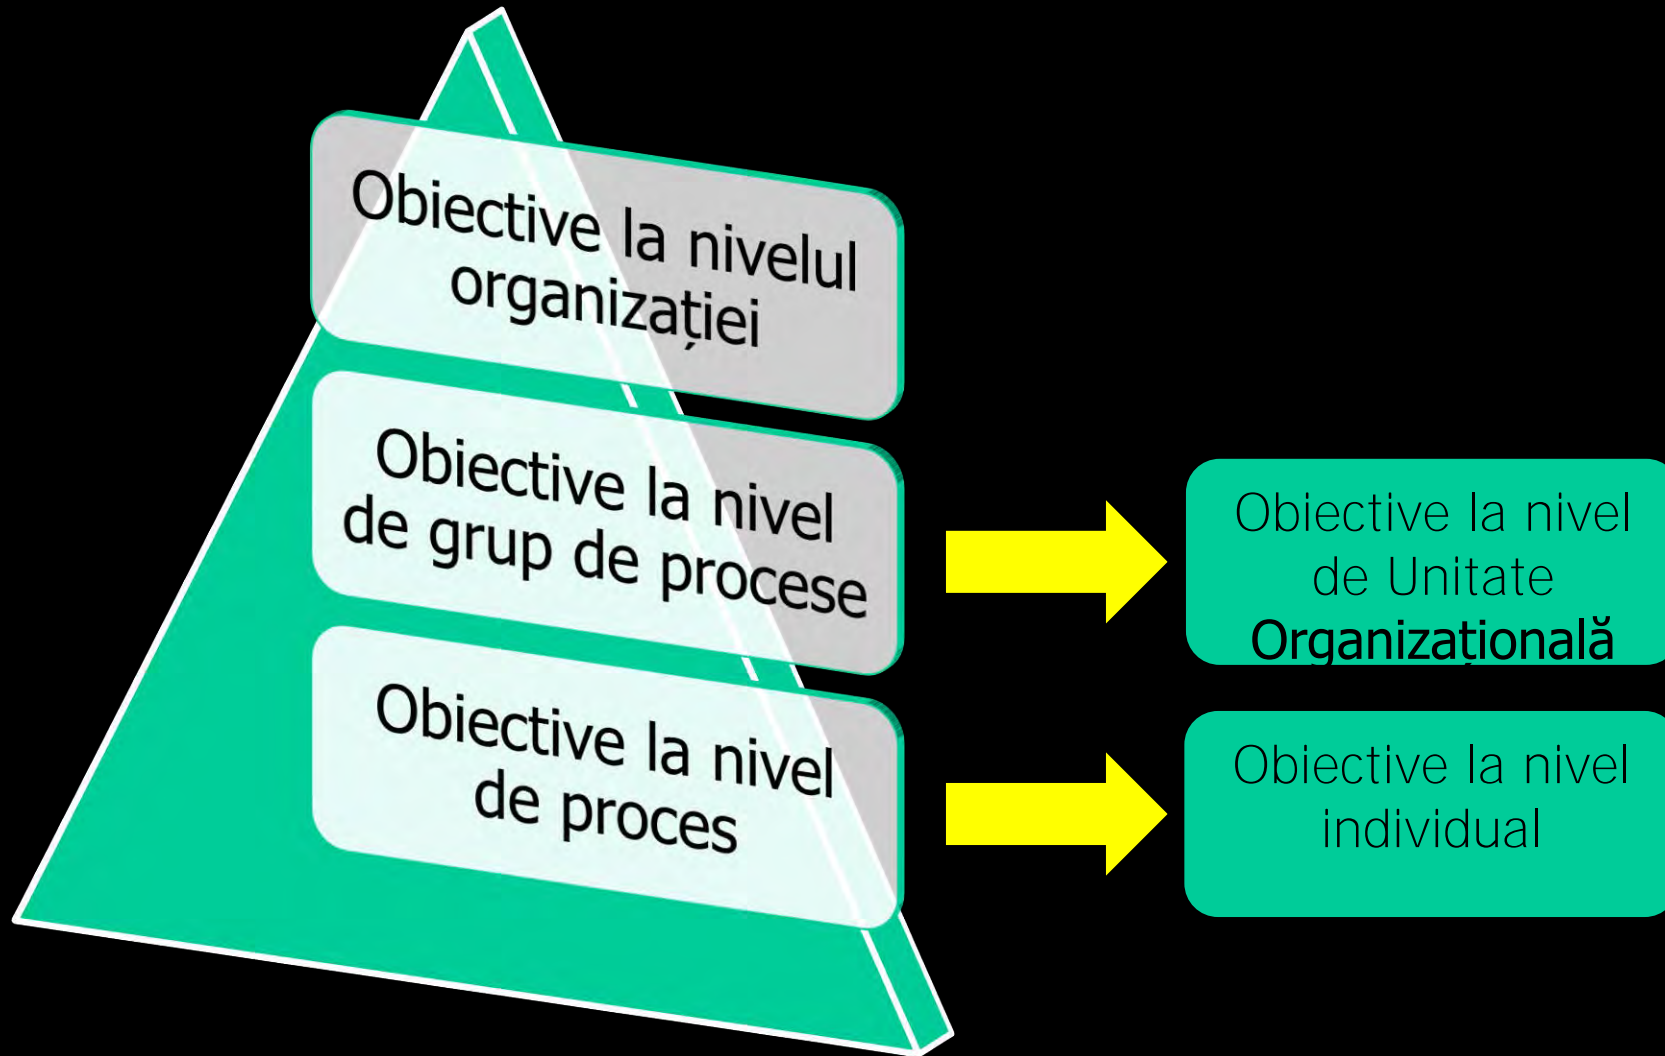 Obiective la nivelul
organizației
Obiective la nivel
de grup de procese
Obiective la nivel
de proces
Obiective la nivel
de Unitate
Organizațională
Obiective la nivel
individual